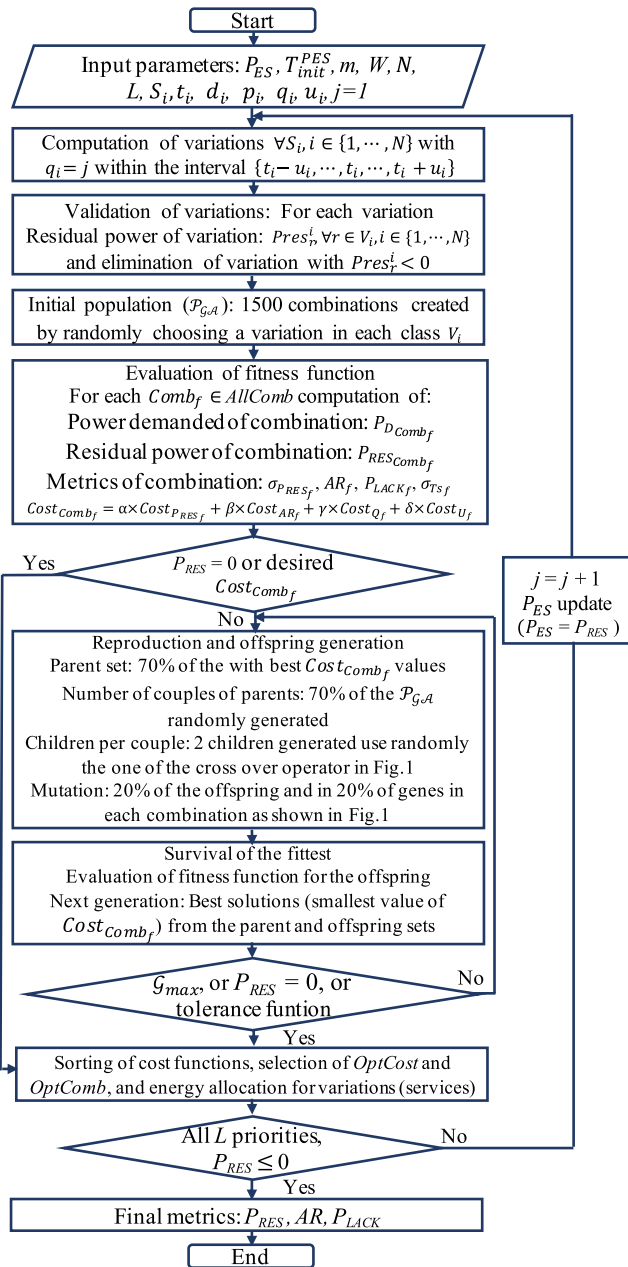 Start
Input parameters: P_ES, T_init^PES, m, W, N,
L, S_i, t_i, d_i, p_i, q_i, u_i, j=1
Computation of variations ∀S_i, i ∈ {1, ⋯, N} with
q_i = j within the interval {t_i − u_i, ⋯, t_i, ⋯, t_i + u_i}
Validation of variations: For each variation
Residual power of variation: Pres_r^i, ∀r ∈ V_i, i ∈ {1, ⋯, N}
and elimination of variation with Pres_r^i < 0
Initial population (𝒫_𝒢𝒜): 1500 combinations created
by randomly choosing a variation in each class V_i
Evaluation of fitness function
For each Comb_f ∈ AllComb computation of:
Power demanded of combination: P_D_Comb_f
Residual power of combination: P_RES_Comb_f
Metrics of combination: σ_P_RES_f, AR_f, P_LACK_f, σ_TS_f
Cost_Comb_f = α×Cost_P_RES_f + β×Cost_AR_f + γ×Cost_Q_f + δ×Cost_U_f
Yes
P_RES = 0 or desired
Cost_Comb_f
No
j = j + 1
P_ES update
(P_ES = P_RES)
Reproduction and offspring generation
Parent set: 70% of the with best Cost_Comb_f values
Number of couples of parents: 70% of the 𝒫_𝒢𝒜
randomly generated
Children per couple: 2 children generated use randomly
the one of the cross over operator in Fig.1
Mutation: 20% of the offspring and in 20% of genes in
each combination as shown in Fig.1
Survival of the fittest
Evaluation of fitness function for the offspring
Next generation: Best solutions (smallest value of
Cost_Comb_f) from the parent and offspring sets
𝒢_max, or P_RES = 0, or
tolerance funtion
No
Yes
Sorting of cost functions, selection of OptCost and
OptComb, and energy allocation for variations (services)
All L priorities,
P_RES ≤ 0
No
Yes
Final metrics: P_RES, AR, P_LACK
End